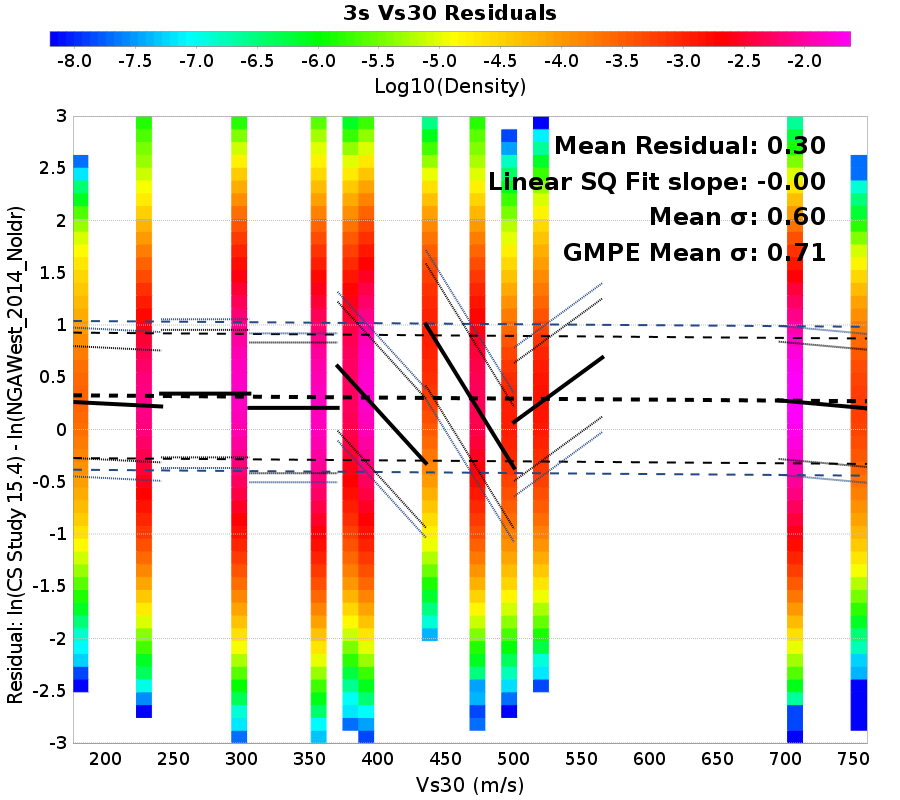 3s Vs30 Residuals
-8.0 -7.5 -7.0 -6.5 -6.0 -5.5 -5.0 -4.5 -4.0 -3.5 -3.0 -2.5 -2.0
Log10(Density)
Mean Residual: 0.30
Linear SQ Fit slope: -0.00
Mean σ: 0.60
GMPE Mean σ: 0.71
3
2.5
2
1.5
1
0.5
0
-0.5
-1
-1.5
-2
-2.5
-3
Residual: ln(CS Study 15.4) - ln(NGAWest_2014_NoIdr)
200 250 300 350 400 450 500 550 600 650 700 750
Vs30 (m/s)